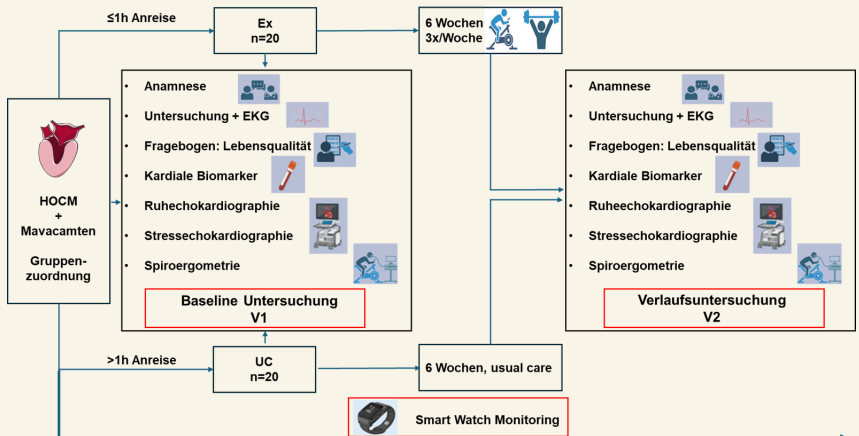 ≤1h Anreise
Ex
n=20
6 Wochen
3x/Woche
HOCM
+
Mavacamten
Gruppen-
zuordnung
• Anamnese
• Untersuchung + EKG
• Fragebogen: Lebensqualität
• Kardiale Biomarker
• Ruhechokardiographie
• Stressechokardiographie
• Spiroergometrie
Baseline Untersuchung
V1
• Anamnese
• Untersuchung + EKG
• Fragebogen: Lebensqualität
• Kardiale Biomarker
• Ruheechokardiographie
• Stressechokardiographie
• Spiroergometrie
Verlaufsuntersuchung
V2
>1h Anreise
UC
n=20
6 Wochen, usual care
Smart Watch Monitoring